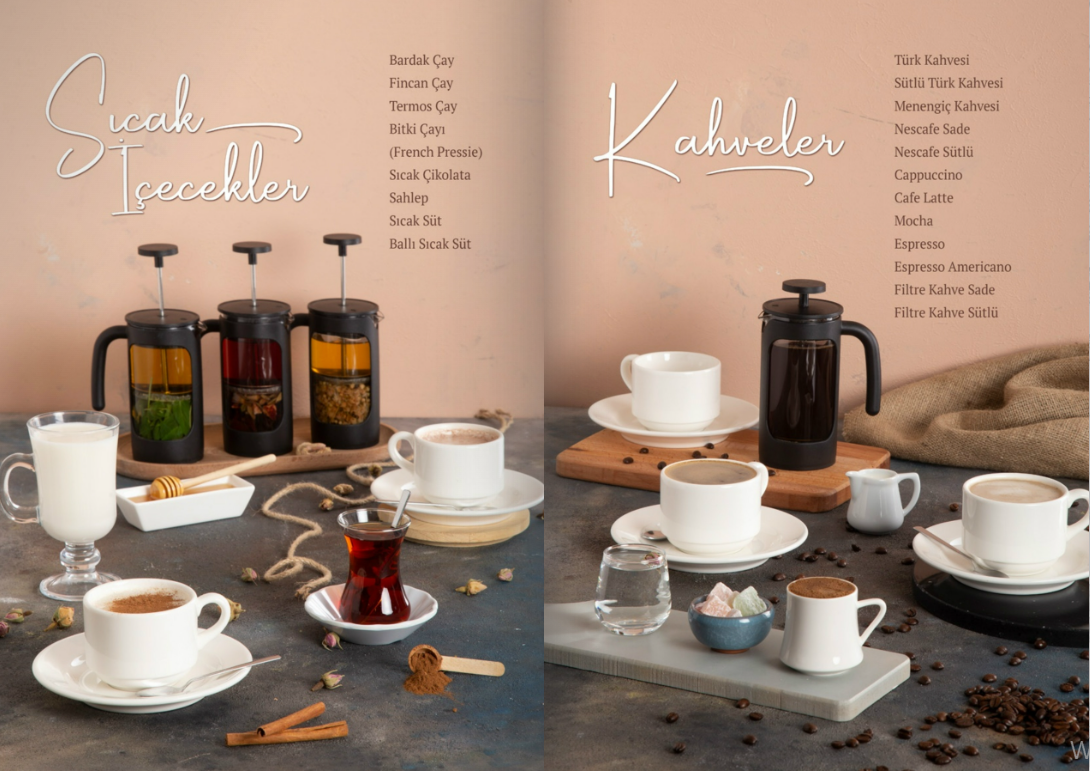 Sıcak
İçecekler
Bardak Çay
Fincan Çay
Termos Çay
Bitki Çayı
(French Pressie)
Sıcak Çikolata
Sahlep
Sıcak Süt
Ballı Sıcak Süt
Kahveler
Türk Kahvesi
Sütlü Türk Kahvesi
Menengiç Kahvesi
Nescafe Sade
Nescafe Sütlü
Cappuccino
Cafe Latte
Mocha
Espresso
Espresso Americano
Filtre Kahve Sade
Filtre Kahve Sütlü